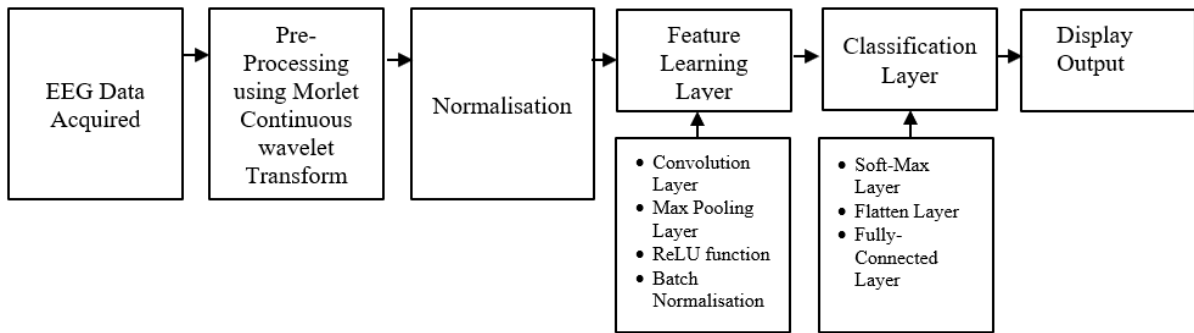 EEG Data
Acquired
Pre-
Processing
using Morlet
Continuous
wavelet
Transform
Normalisation
Feature
Learning
Layer
Classification
Layer
Display
Output
• Convolution
Layer
• Max Pooling
Layer
• ReLU function
• Batch
Normalisation
• Soft-Max
Layer
• Flatten Layer
• Fully-
Connected
Layer